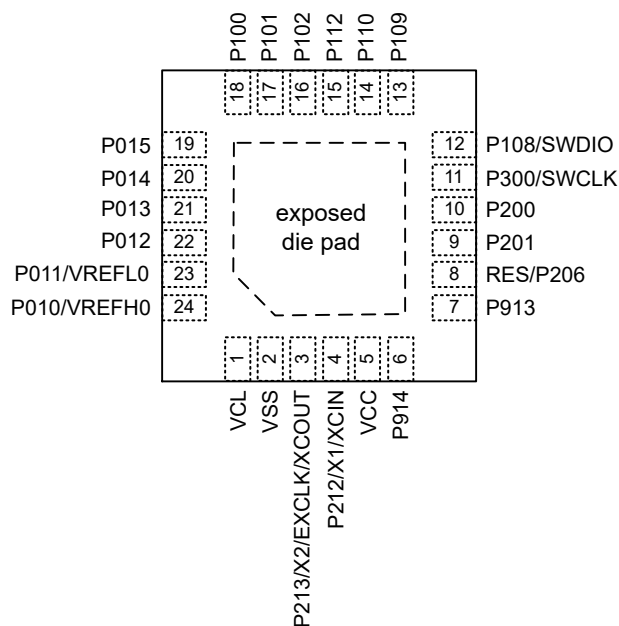 P100
P101
P102
P112
P110
P109
18
17
16
15
14
13
P015 19
P014 20
P013 21
P012 22
P011/VREFL0 23
P010/VREFH0 24
exposed
die pad
12 P108/SWDIO
11 P300/SWCLK
10 P200
9 P201
8 RES/P206
7 P913
1
2
3
4
5
6
VCL
VSS
P213/X2/EXCLK/XCOUT
P212/X1/XCIN
VCC
P914